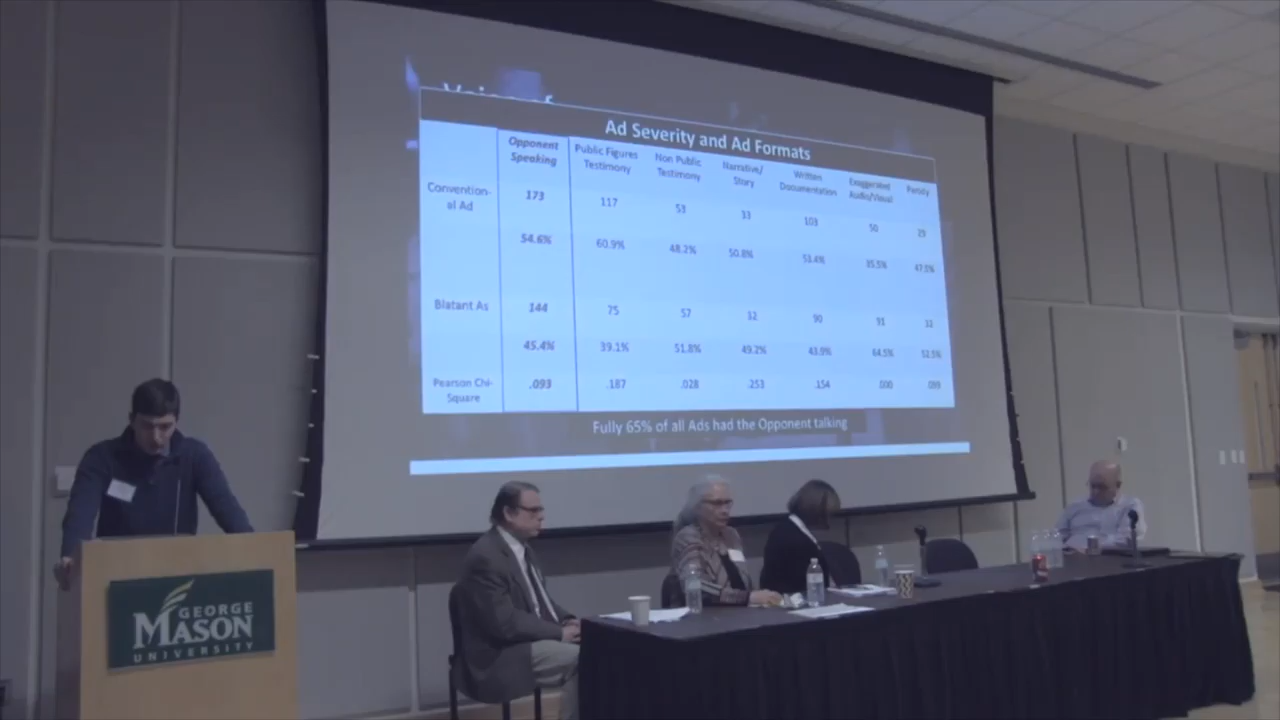 Ad Severity and Ad Formats
Opponent Speaking
Public Figures Testimony
Non Public Testimony
Narrative/ Story
Written Documentation
Exaggerated Audio/Visual
Parody
Convention-al Ad
173
117
53
33
103
50
29
54.6%
60.9%
48.2%
50.8%
53.4%
35.5%
47.5%
Blatant As
144
75
57
32
90
91
32
45.4%
39.1%
51.8%
49.2%
64.5%
52.5%
Pearson Chi-Square
.093
.187
.028
.253
.154
.000
Fully 65% of all Ads had the Opponent talking
GEORGE
MASON
UNIVERSITY